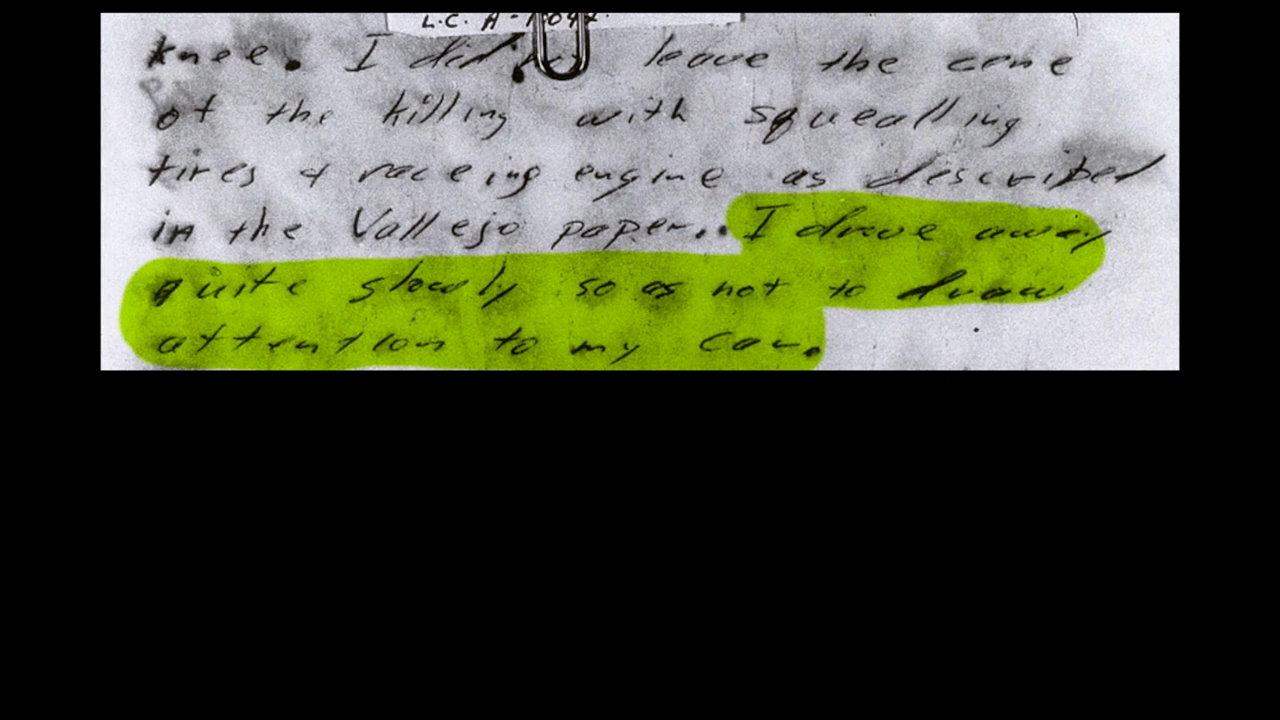 L.C. A-
knee. I did leave the cene
of the killing with squealling
tires & raceing engine as described
in the Vallejo paper.. I drove away
quite slowly so as not to draw
attention to my car.